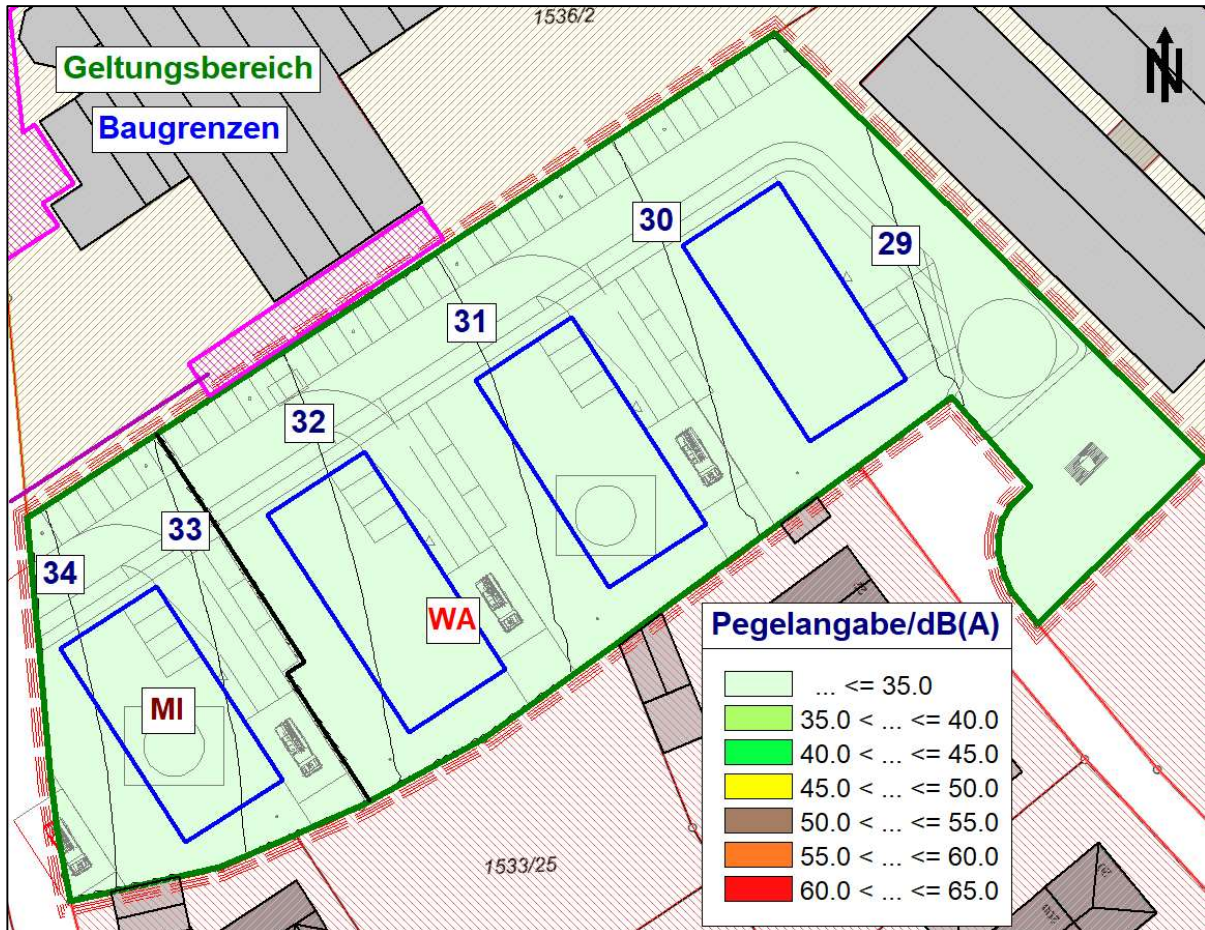 1536/2
Geltungsbereich
Baugrenzen
N
30
29
31
32
33
34
WA
MI
Pegelangabe/dB(A)
... <= 35.0
35.0 < ... <= 40.0
40.0 < ... <= 45.0
45.0 < ... <= 50.0
50.0 < ... <= 55.0
55.0 < ... <= 60.0
60.0 < ... <= 65.0
1533/25